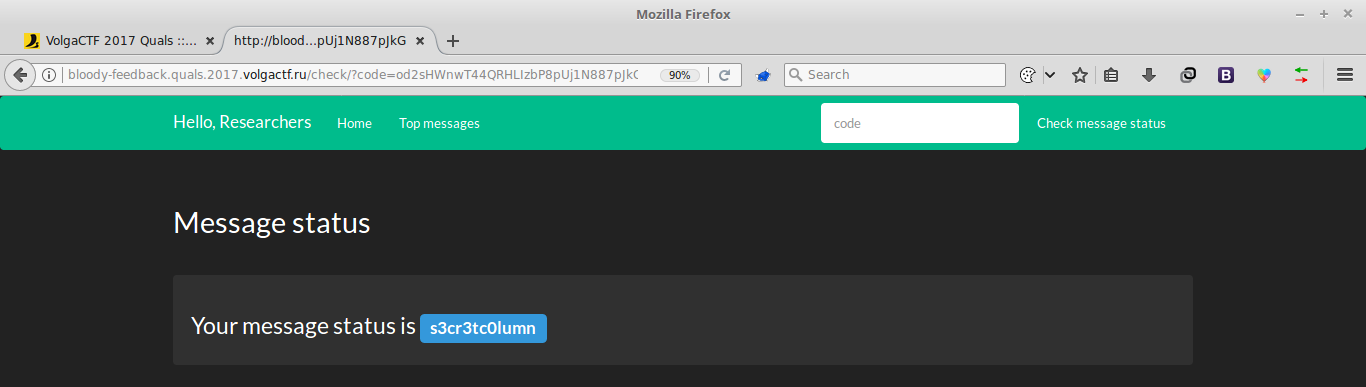 Mozilla Firefox
VolgaCTF 2017 Quals ::...
http://blood...pUj1N887pJkG
bloody-feedback.quals.2017.volgactf.ru/check/?code=od2sHWnwT44QRHLIzbP8pUj1N887pJkG
90%
Search
B
Hello, Researchers
Home
Top messages
code
Check message status
Message status
Your message status is s3cr3tc0lumn